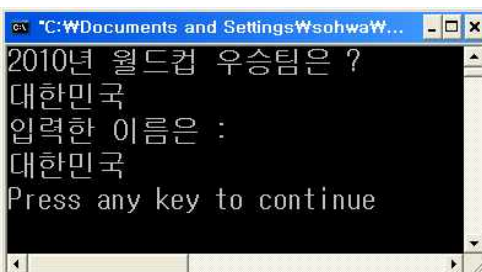 "C:₩Documents and Settings₩sohwa₩...
2010년 월드컵 우승팀은 ?
대한민국
입력한 이름은 :
대한민국
Press any key to continue